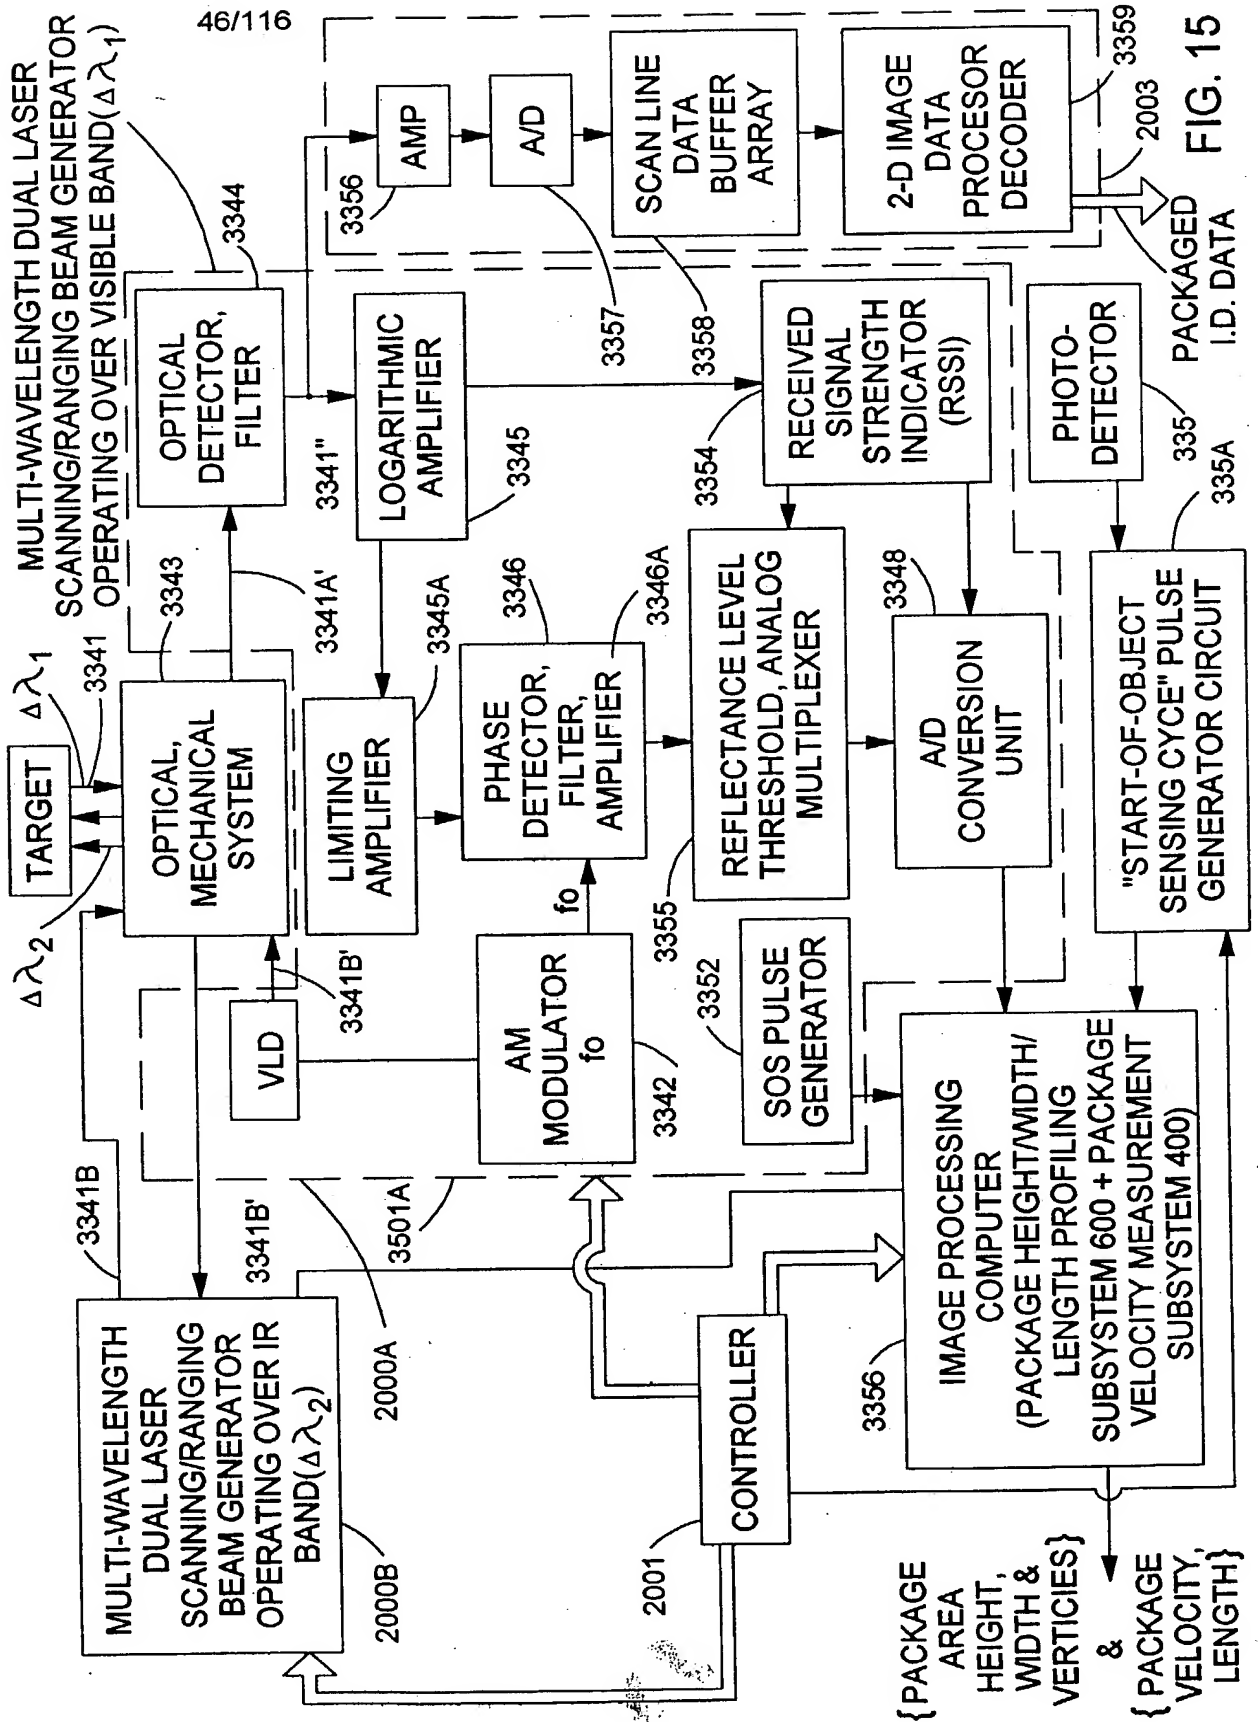 46/116
MULTI-WAVELENGTH DUAL LASER
SCANNING/RANGING BEAM GENERATOR
OPERATING OVER VISIBLE BAND(Δλ1)
TARGET
Δλ1
Δλ2
3341
3343
OPTICAL,
MECHANICAL
SYSTEM
3341A'
OPTICAL
DETECTOR,
FILTER
3344
3341"
3341B
3341B'
MULTI-WAVELENGTH
DUAL LASER
SCANNING/RANGING
BEAM GENERATOR
OPERATING OVER IR
BAND(Δλ2)
2000B
3341B'
2000A
3501A
VLD
LIMITING
AMPLIFIER
3345A
LOGARITHMIC
AMPLIFIER
3345
3356
AMP
A/D
3357
SCAN LINE
DATA
BUFFER
ARRAY
3358
2-D IMAGE
DATA
PROCESOR
DECODER
3359
2003
PACKAGED
I.D. DATA
AM
MODULATOR
fo
3342
fo
PHASE
DETECTOR,
FILTER,
AMPLIFIER
3346
3346A
3354
RECEIVED
SIGNAL
STRENGTH
INDICATOR
(RSSI)
REFLECTANCE LEVEL
THRESHOLD, ANALOG
MULTIPLEXER
3355
3352
SOS PULSE
GENERATOR
A/D
CONVERSION
UNIT
3348
PHOTO-
DETECTOR
335
335A
"START-OF-OBJECT
SENSING CYCE" PULSE
GENERATOR CIRCUIT
2001
CONTROLLER
3356
IMAGE PROCESSING
COMPUTER
(PACKAGE HEIGHT/WIDTH/
LENGTH PROFILING
SUBSYSTEM 600 + PACKAGE
VELOCITY MEASUREMENT
SUBSYSTEM 400)
{PACKAGE
AREA
HEIGHT,
WIDTH &
VERTICIES}
&
{PACKAGE
VELOCITY,
LENGTH}
FIG. 15